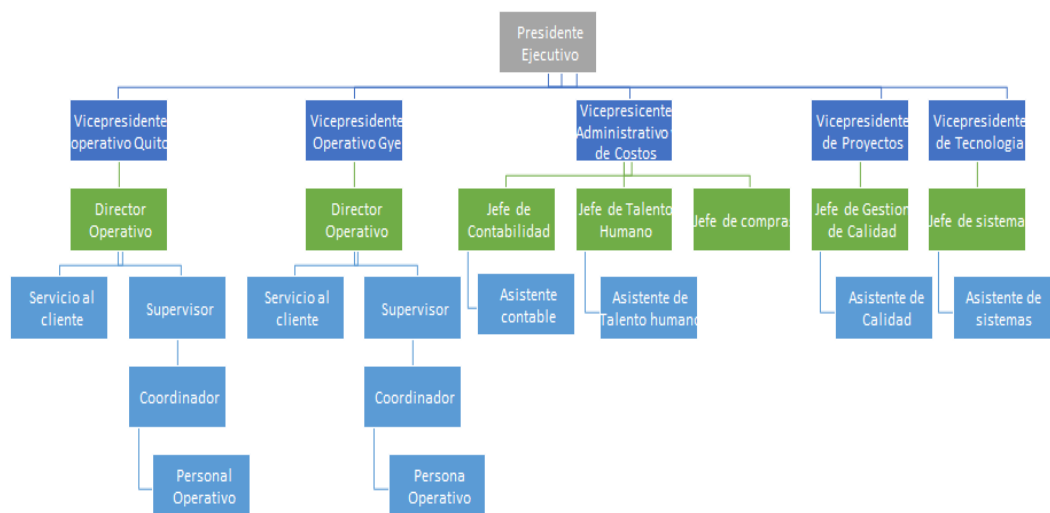 Presidente
Ejecutivo
Vicepresidente
operativo Quito
Vicepresidente
Operativo Gye
Vicepresicente
Administrativo
de Costos
Vicepresidente
de Proyectos
Vicepresidente
de Tecnologia
Director
Operativo
Director
Operativo
Jefe de
Contabilidad
Jefe de Talento
Humano
Jefe de compras
Jefe de Gestion
de Calidad
Jefe de sistemas
Servicio al
cliente
Supervisor
Servicio al
cliente
Supervisor
Asistente
contable
Asistente de
Talento humano
Asistente de
Calidad
Asistente de
sistemas
Coordinador
Coordinador
Personal
Operativo
Persona
Operativo